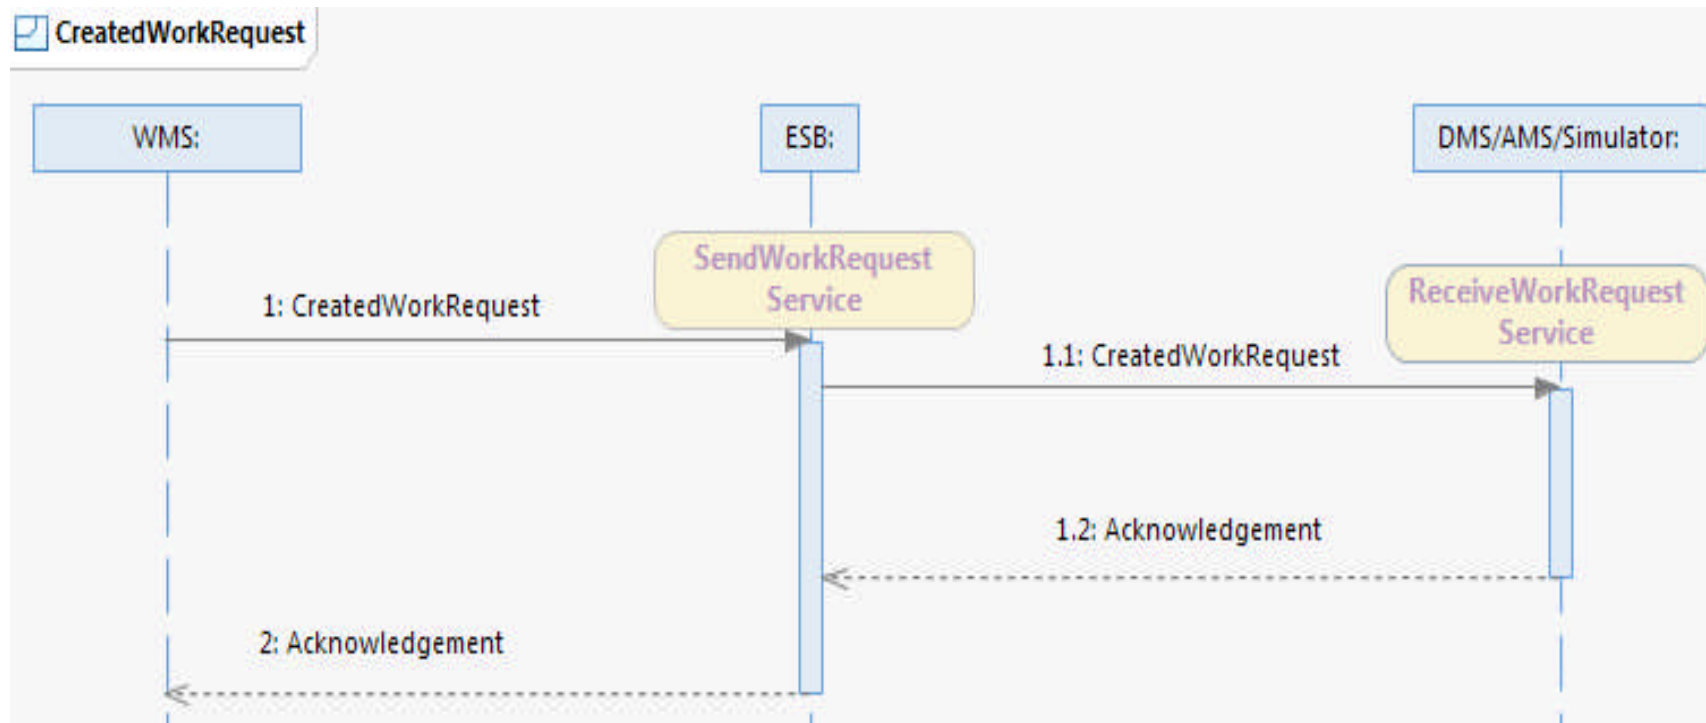 CreatedWorkRequest
WMS:
ESB:
DMS/AMS/Simulator:
SendWorkRequest
Service
ReceiveWorkRequest
Service
1: CreatedWorkRequest
1.1: CreatedWorkRequest
1.2: Acknowledgement
2: Acknowledgement